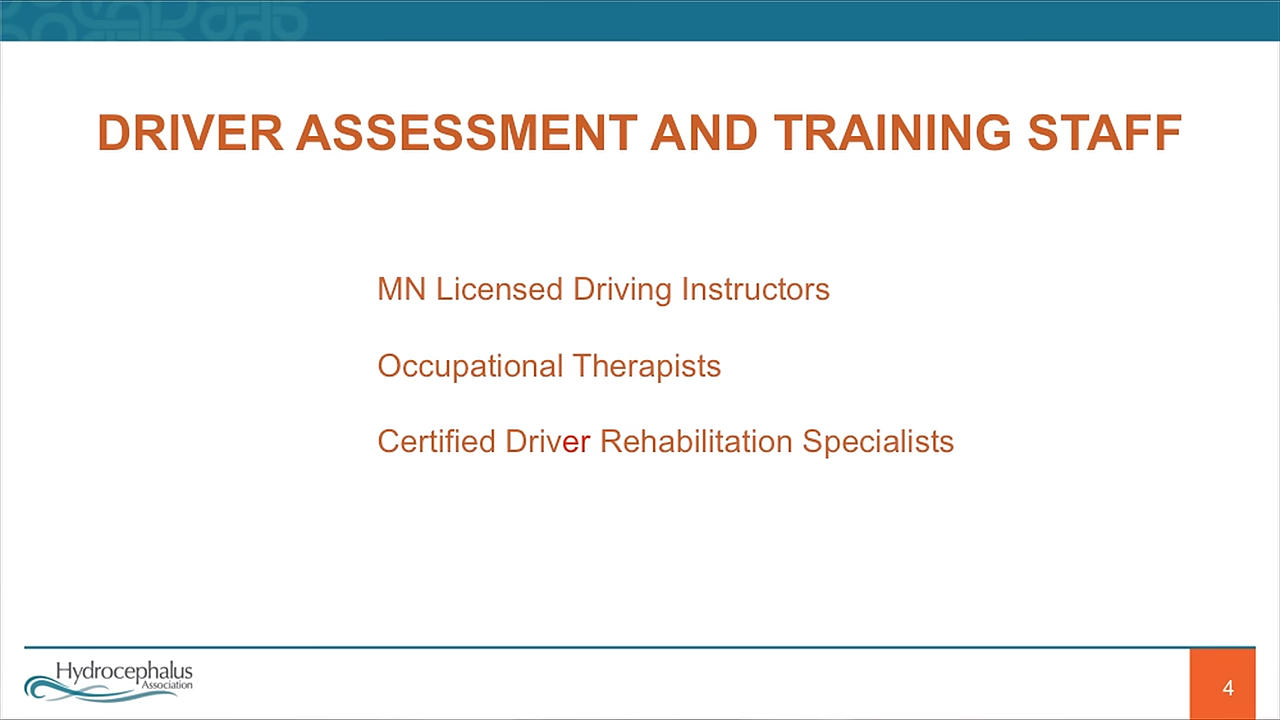 DRIVER ASSESSMENT AND TRAINING STAFF
MN Licensed Driving Instructors
Occupational Therapists
Certified Driver Rehabilitation Specialists
Hydrocephalus
Association
4